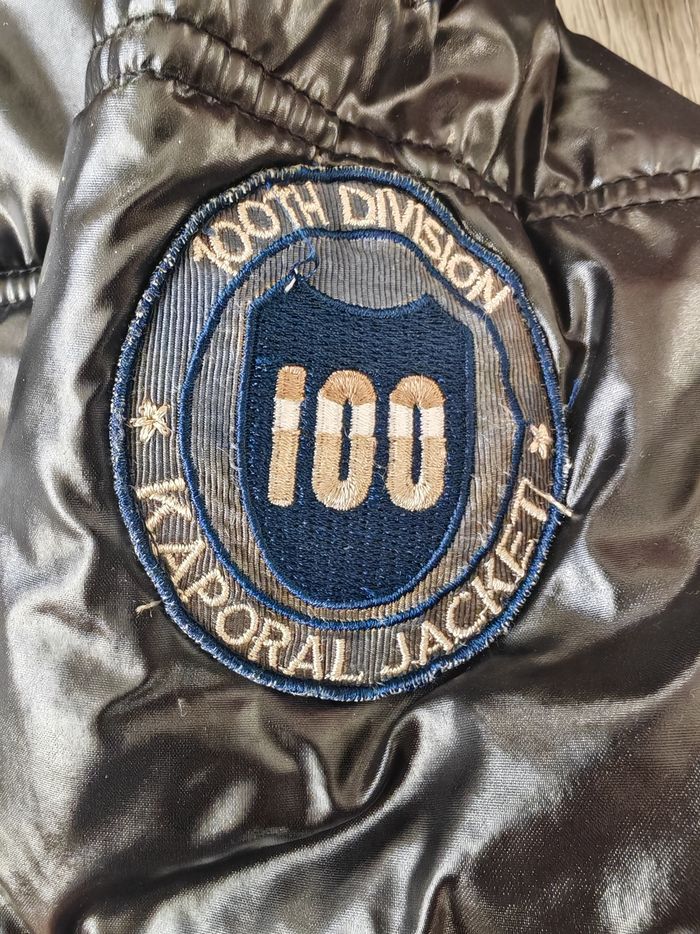 100TH DIVISION
100
KAPORAL JACKET